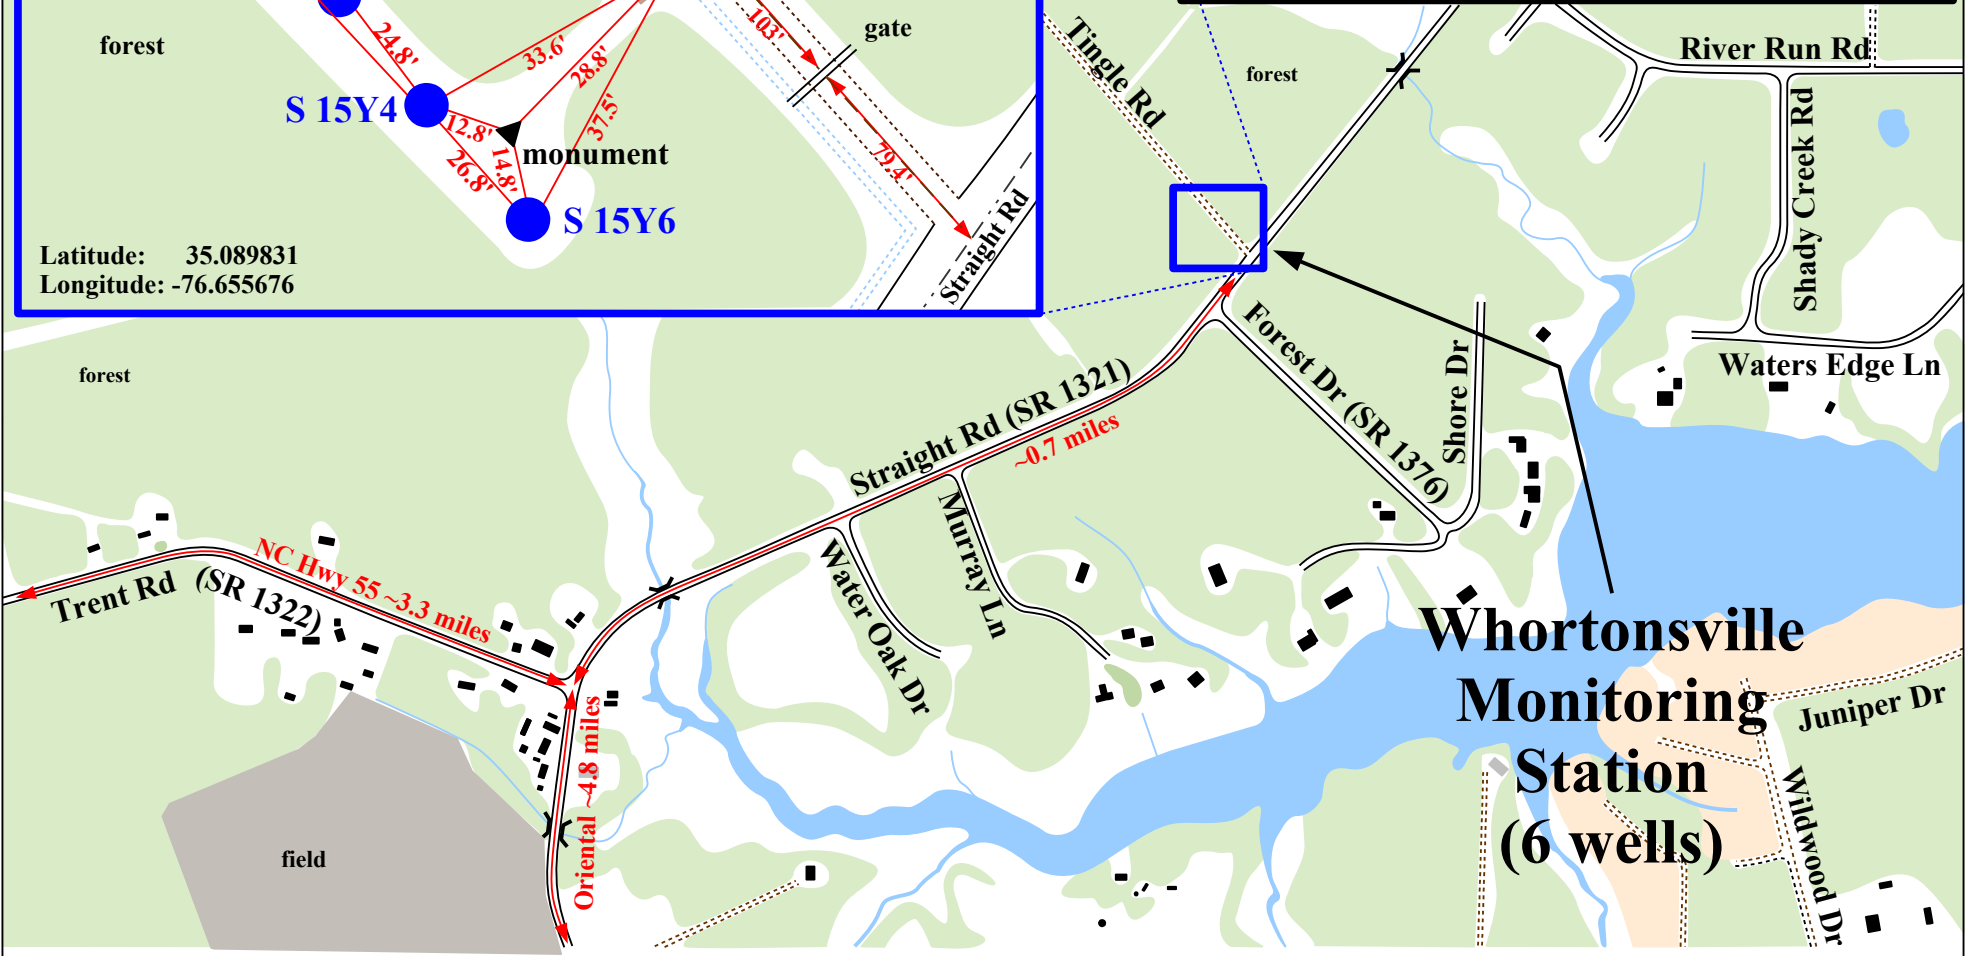 forest
24.8'
S 15Y4
33.6'
28.8'
37.5'
12.8'
14.8'
26.8'
monument
S 15Y6
103'
gate
79.4'
Straight Rd
Latitude: 35.089831
Longitude: -76.655676
Tingle Rd
forest
River Run Rd
Shady Creek Rd
Waters Edge Ln
forest
Straight Rd (SR 1321)
~0.7 miles
Forest Dr (SR 1376)
Shore Dr
Murray Ln
Water Oak Dr
NC Hwy 55 ~3.3 miles
Trent Rd (SR 1322)
Oriental ~4.8 miles
field
Whortonsville
Monitoring
Station
(6 wells)
Juniper Dr
Wildwood Dr